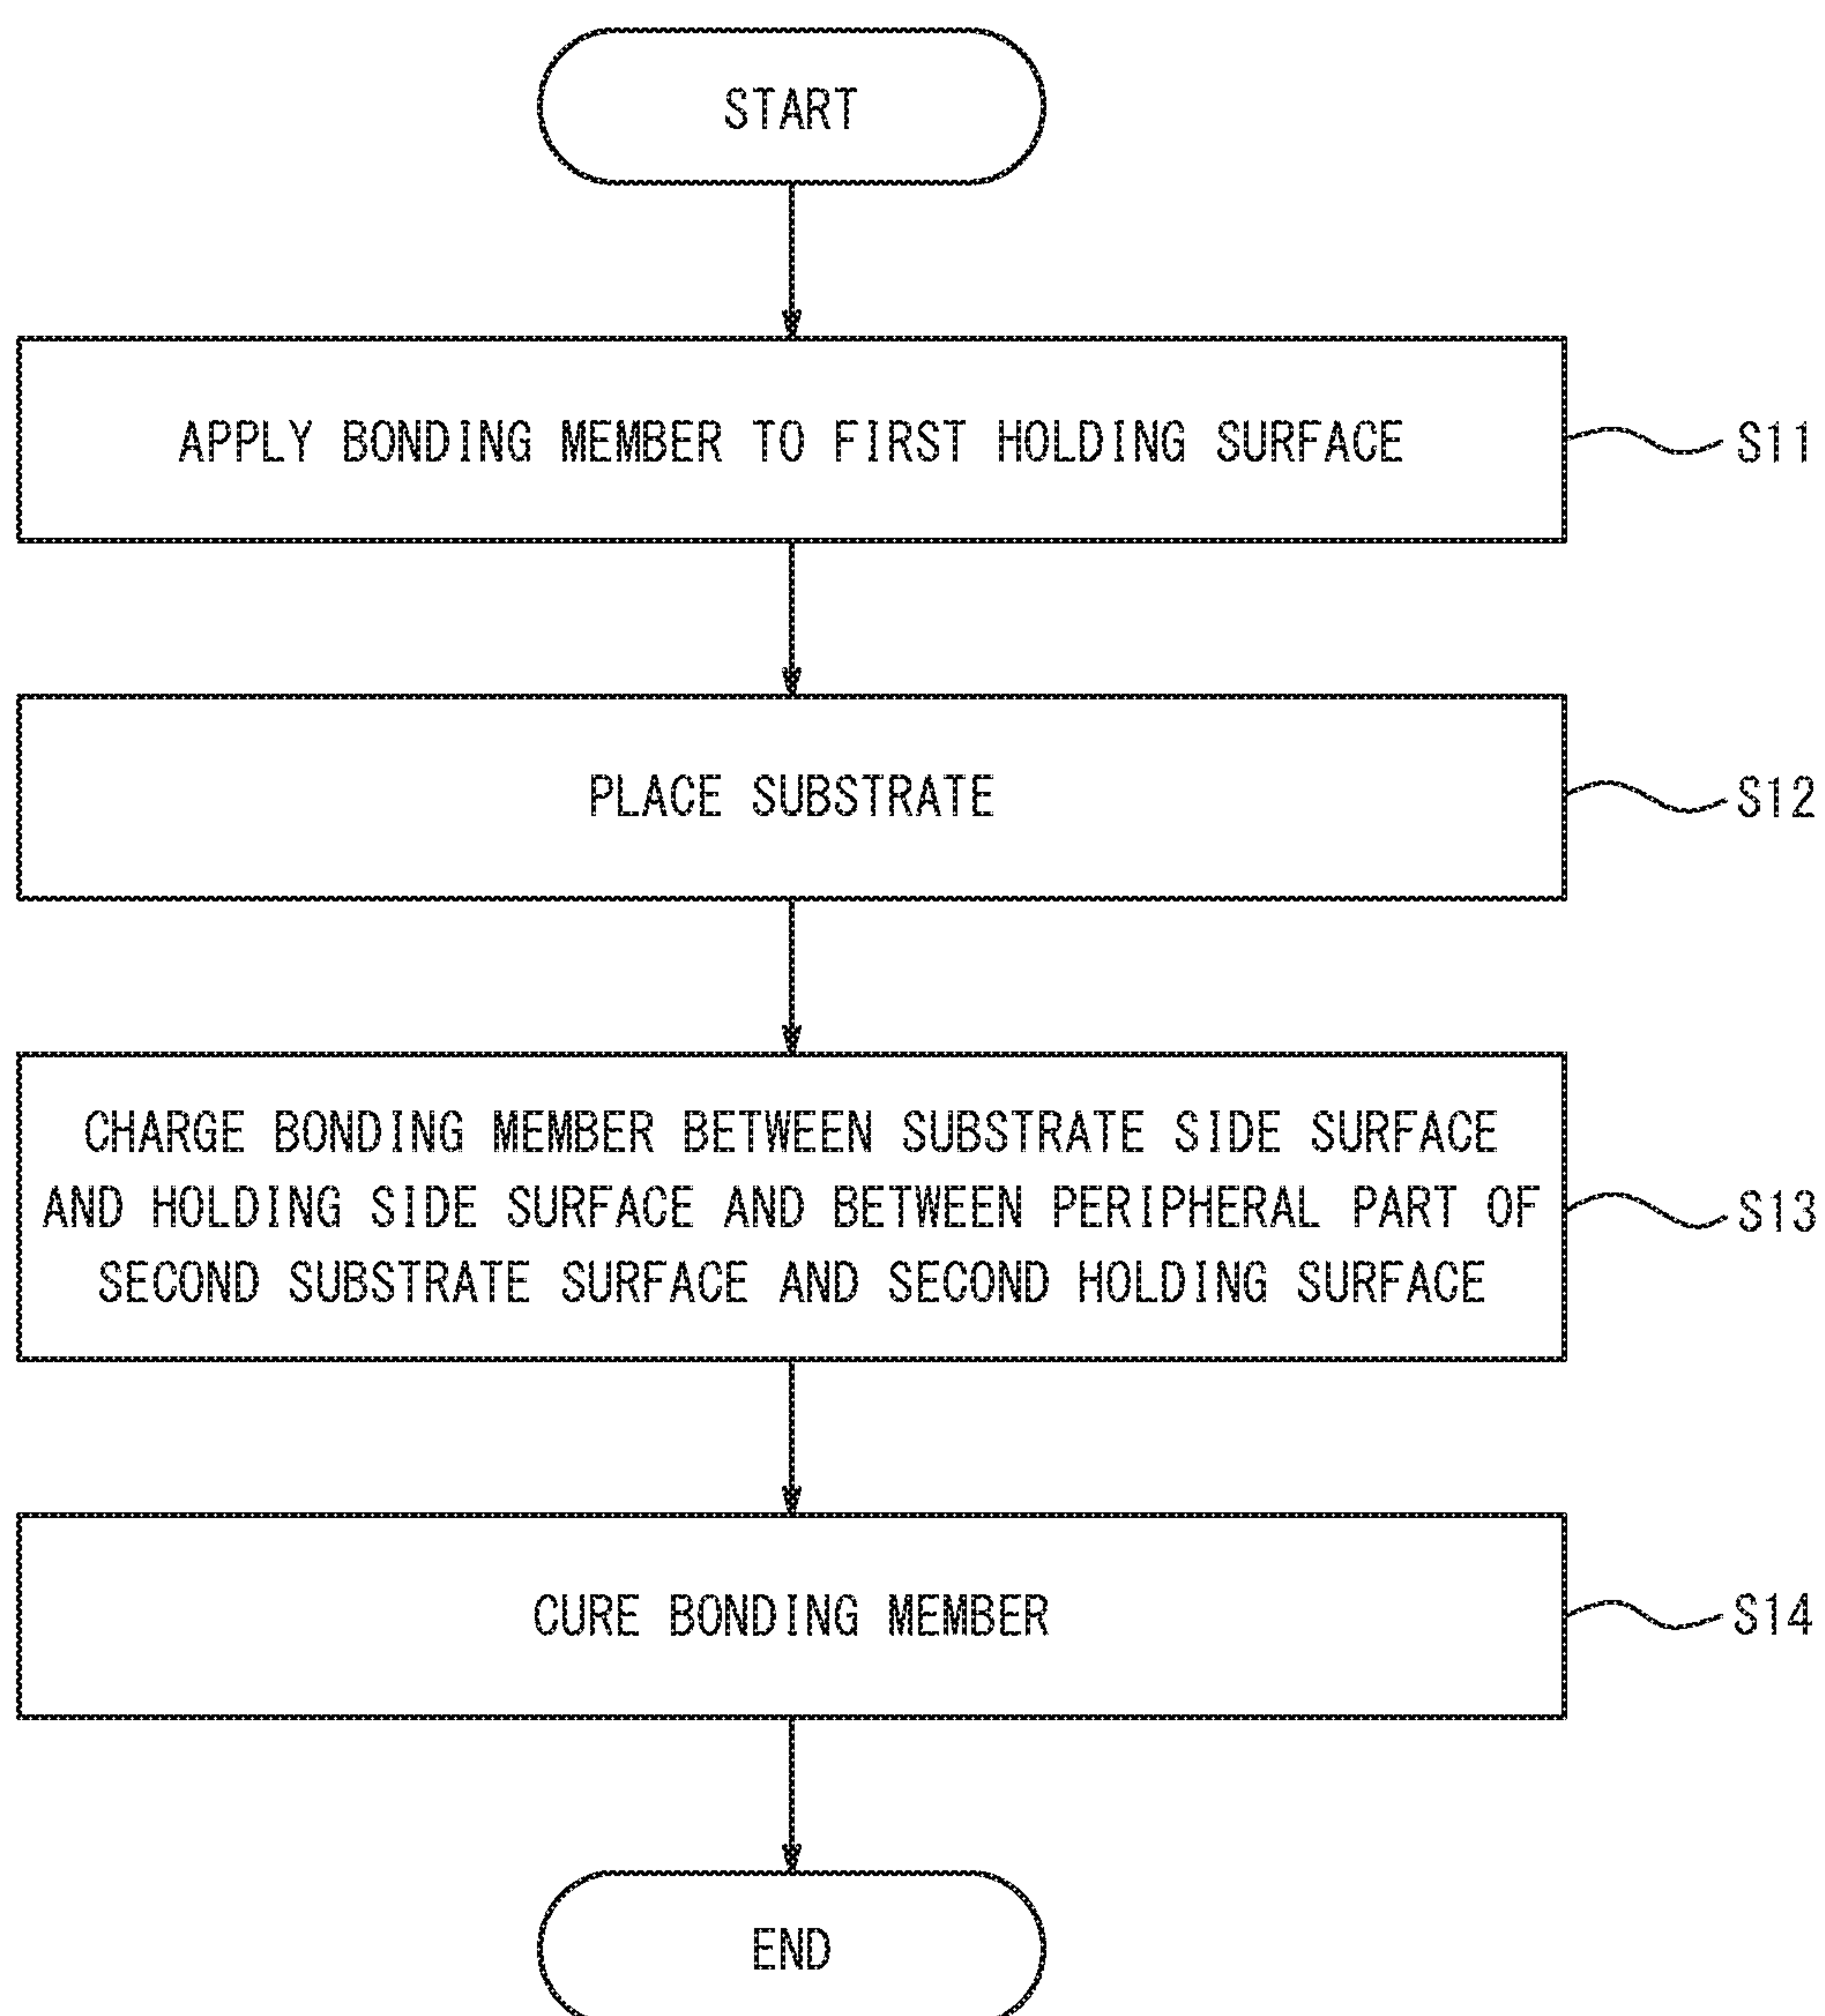 START
APPLY BONDING MEMBER TO FIRST HOLDING SURFACE
S11
PLACE SUBSTRATE
S12
CHARGE BONDING MEMBER BETWEEN SUBSTRATE SIDE SURFACE
AND HOLDING SIDE SURFACE AND BETWEEN PERIPHERAL PART OF
SECOND SUBSTRATE SURFACE AND SECOND HOLDING SURFACE
S13
CURE BONDING MEMBER
S14
END